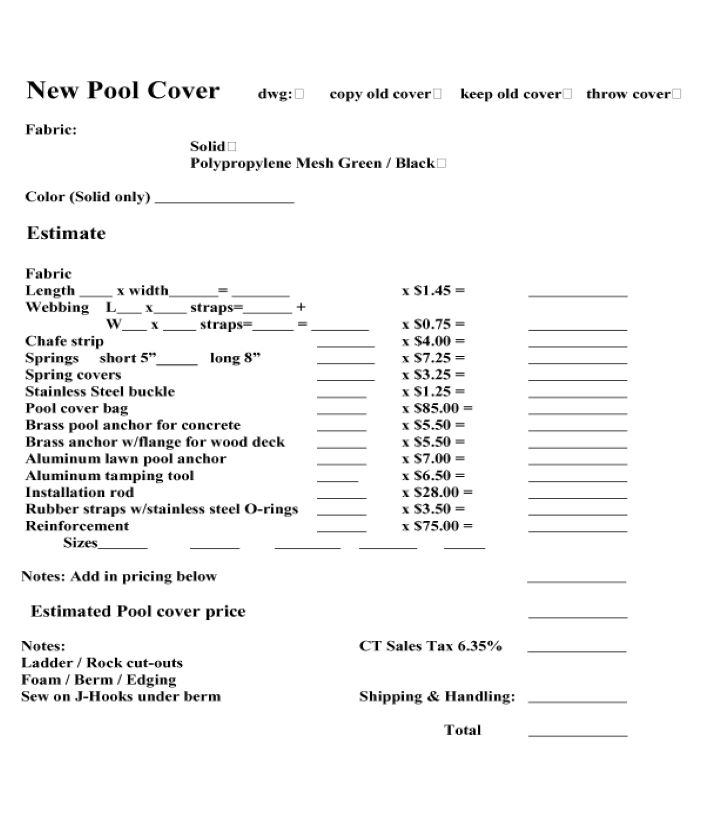 New Pool Cover dwg:□ copy old cover□ keep old cover□ throw cover□
Fabric:
Solid□
Polypropylene Mesh Green / Black□
Color (Solid only) __________________
Estimate
Fabric
Length ____ x width______= _______ x $1.45 = ____________
Webbing L___ x____ straps=______ +
W___ x ____ straps=_____ = _______ x $0.75 = ____________
Chafe strip _______ x $4.00 = ____________
Springs short 5”_____ long 8” _______ x $7.25 = ____________
Spring covers _______ x $3.25 = ____________
Stainless Steel buckle ______ x $1.25 = ____________
Pool cover bag ______ x $85.00 = ____________
Brass pool anchor for concrete ______ x $5.50 = ____________
Brass anchor w/flange for wood deck ______ x $5.50 = ____________
Aluminum lawn pool anchor ______ x $7.00 = ____________
Aluminum tamping tool _____ x $6.50 = ____________
Installation rod ______ x $28.00 = ____________
Rubber straps w/stainless steel O-rings ______ x $3.50 = ____________
Reinforcement ______ x $75.00 = ____________
Sizes______ ______ ________ _______ _____
Notes: Add in pricing below ____________
Estimated Pool cover price ____________
Notes: CT Sales Tax 6.35% ____________
Ladder / Rock cut-outs
Foam / Berm / Edging
Sew on J-Hooks under berm Shipping & Handling: ____________
Total ____________